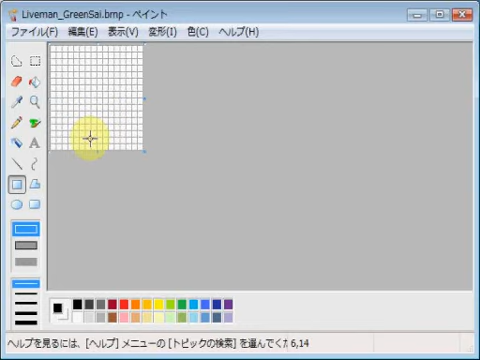 Liveman_GreenSai.bmp - ペイント
ファイル(F) 編集(E) 表示(V) 変形(I) 色(C) ヘルプ(H)
A
ヘルプを見るには、[ヘルプ] メニューの [トピックの検索] を選んでく 6,14